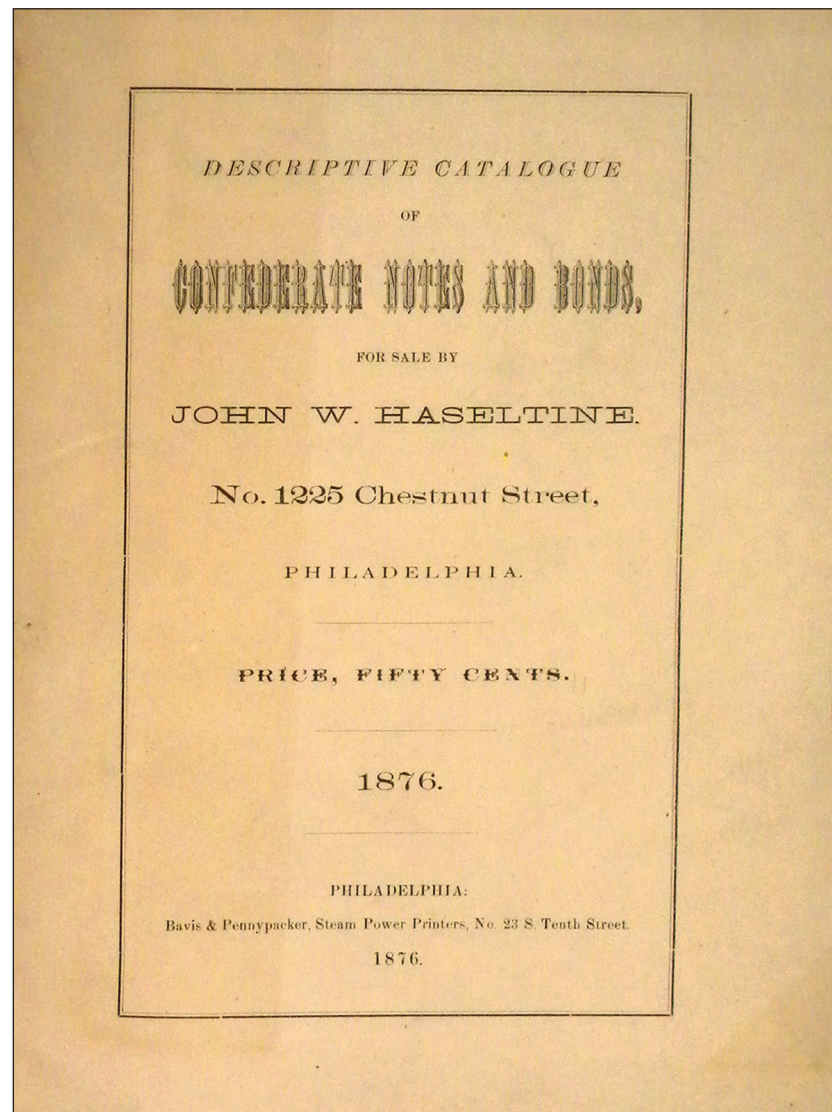 DESCRIPTIVE CATALOGUE
OF
CONFEDERATE NOTES AND BONDS,
FOR SALE BY
JOHN W. HASELTINE.
No. 1225 Chestnut Street,
PHILADELPHIA.
PRICE, FIFTY CENTS.
1876.
PHILADELPHIA:
Bavis & Pennypacker, Steam Power Printers, No. 23 S. Tenth Street.
1876.